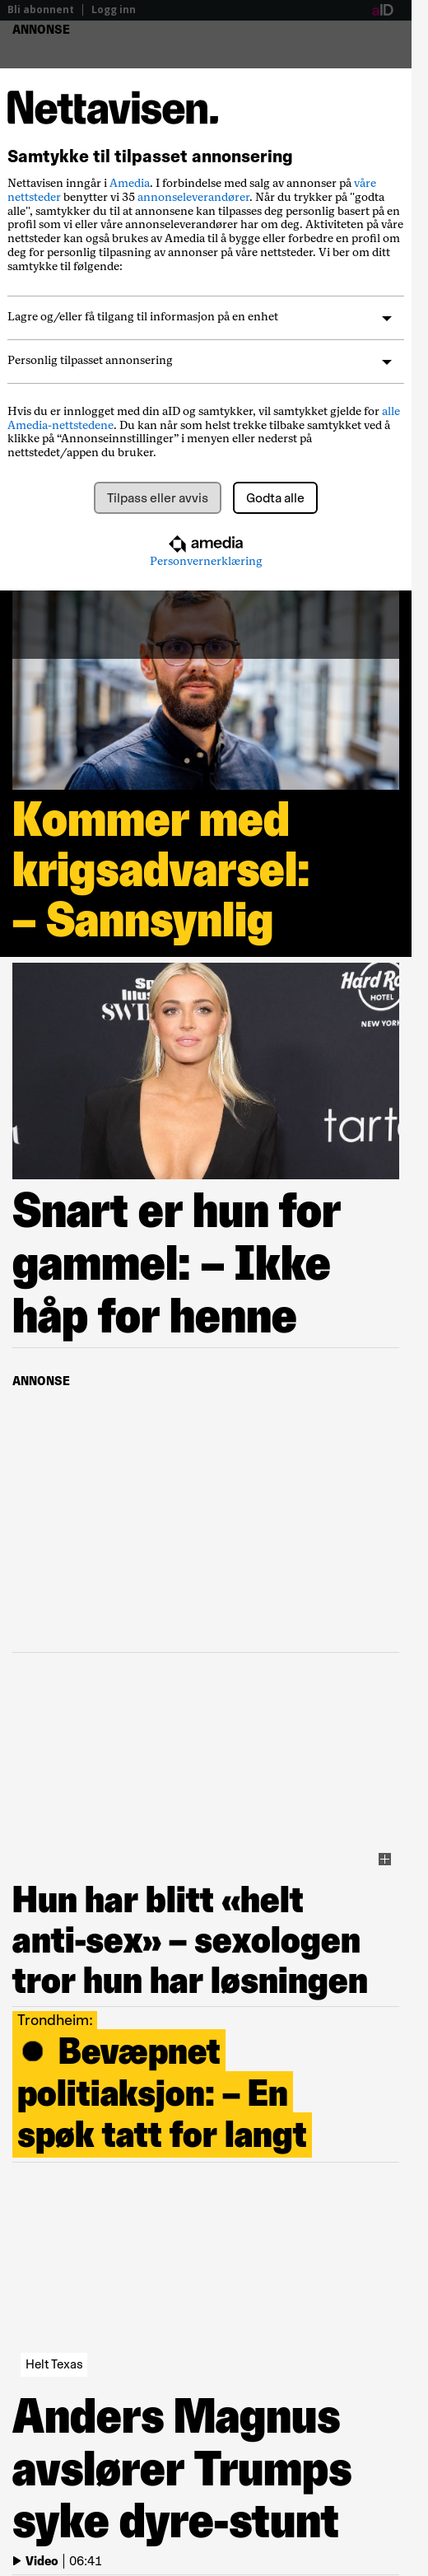 Bli abonnent | Logg inn
aID
ANNONSE
Nettavisen.
Samtykke til tilpasset annonsering
Nettavisen inngår i Amedia. I forbindelse med salg av annonser på våre
nettsteder benytter vi 35 annonseleverandører. Når du trykker på "godta
alle", samtykker du til at annonsene kan tilpasses deg personlig basert på en
profil som vi eller våre annonseleverandører har om deg. Aktiviteten på våre
nettsteder kan også brukes av Amedia til å bygge eller forbedre en profil om
deg for personlig tilpasning av annonser på våre nettsteder. Vi ber om ditt
samtykke til følgende:
Lagre og/eller få tilgang til informasjon på en enhet
Personlig tilpasset annonsering
Hvis du er innlogget med din aID og samtykker, vil samtykket gjelde for alle
Amedia-nettstedene. Du kan når som helst trekke tilbake samtykket ved å
klikke på “Annonseinnstillinger” i menyen eller nederst på
nettstedet/appen du bruker.
Tilpass eller avvis
Godta alle
amedia
Personvernerklæring
Kommer med
krigsadvarsel:
– Sannsynlig
HOTEL
NEW YORK
tarte
Snart er hun for
gammel: – Ikke
håp for henne
ANNONSE
Hun har blitt «helt
anti-sex» – sexologen
tror hun har løsningen
Trondheim:
Bevæpnet
politiaksjon: – En
spøk tatt for langt
Helt Texas
Anders Magnus
avslører Trumps
syke dyre-stunt
Video | 06:41